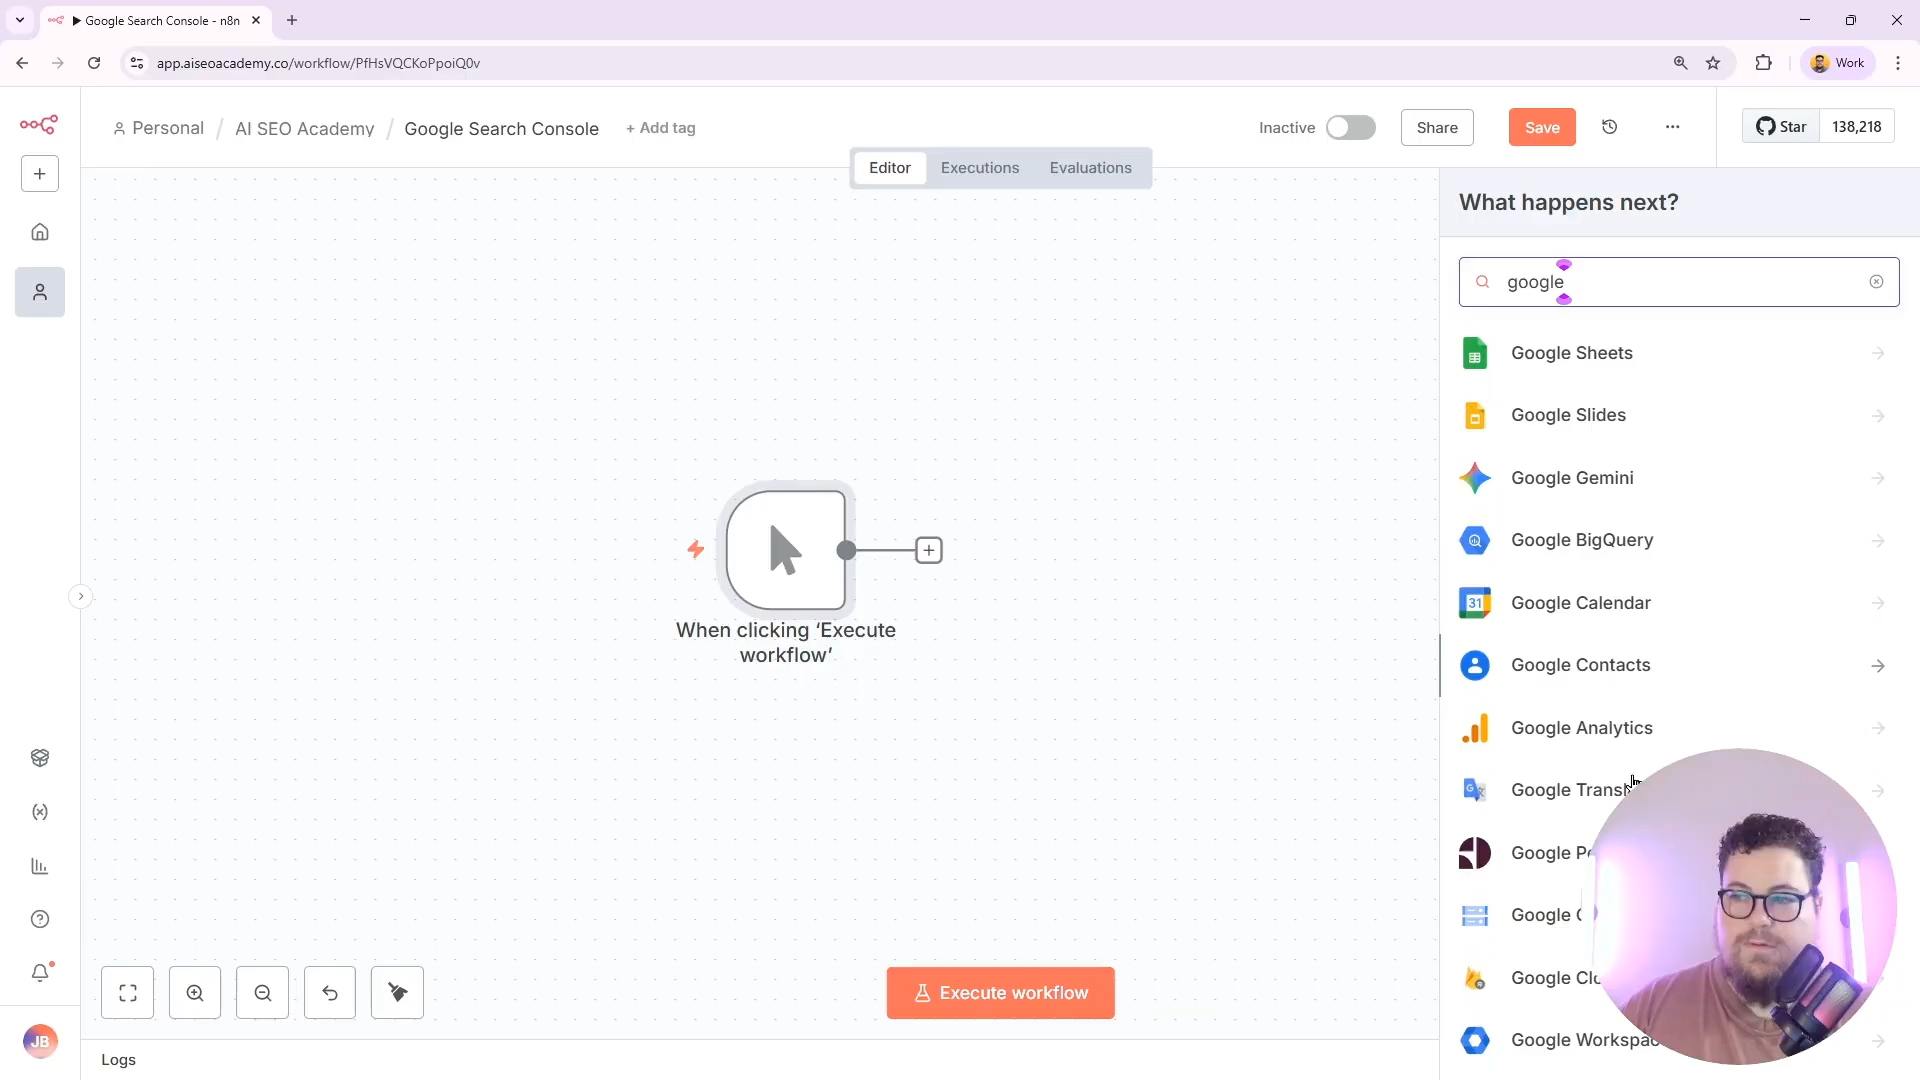 Google Search Console - n8n
app.aiseoacademy.co/workflow/PfHsVQCKoPpoiQ0v
Work
Personal / AI SEO Academy / Google Search Console + Add tag
Inactive
Share
Save
Star 138,218
Editor Executions Evaluations
What happens next?
google
Google Sheets
Google Slides
Google Gemini
Google BigQuery
31
Google Calendar
Google Contacts
Google Analytics
Google
Google
Google
Google
Google
When clicking ‘Execute
workflow’
Execute workflow
Logs
JB